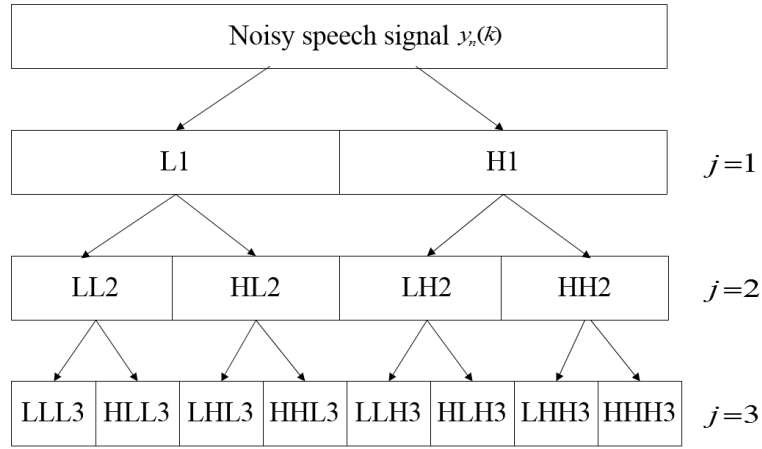 Noisy speech signal yₙ(k)
L1 H1 j=1
LL2 HL2 LH2 HH2 j=2
LLL3 HLL3 LHL3 HHL3 LLH3 HLH3 LHH3 HHH3 j=3